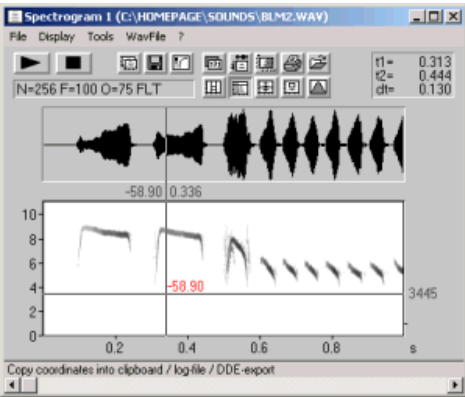 Spectrogram 1 (C:\HOMEPAGE\SOUNDS\BLM2.WAV)
File Display Tools WavFile ?
t1= 0.313
t2= 0.444
dt= 0.130
N=256 F=100 O=75 FLT
-58.90 0.336
10
8
6
4
2
0
-58.90
3445
0.2 0.4 0.6 0.8 s
Copy coordinates into clipboard / log-file / DDE-export